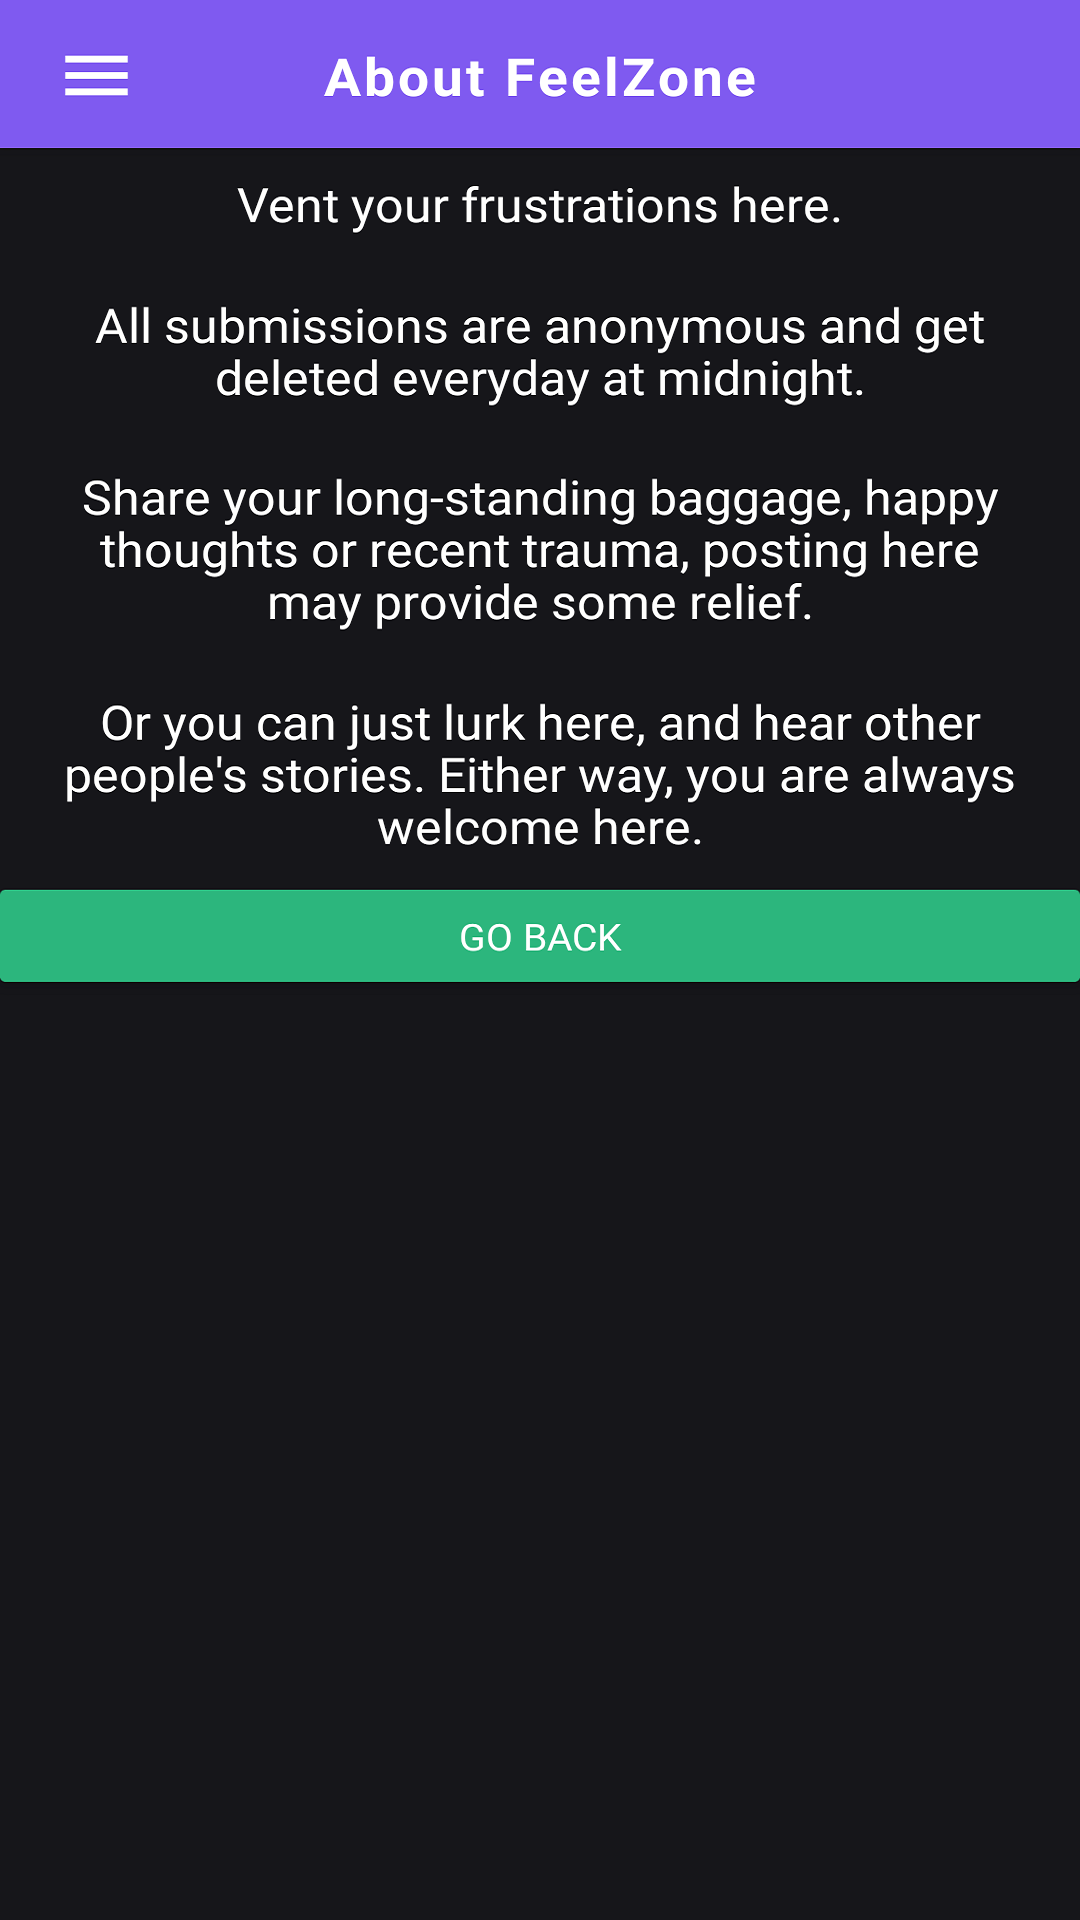 About FeelZone
Vent your frustrations here.
All submissions are anonymous and get
deleted everyday at midnight.
Share your long-standing baggage, happy
thoughts or recent trauma, posting here
may provide some relief.
Or you can just lurk here, and hear other
people's stories. Either way, you are always
welcome here.
GO BACK